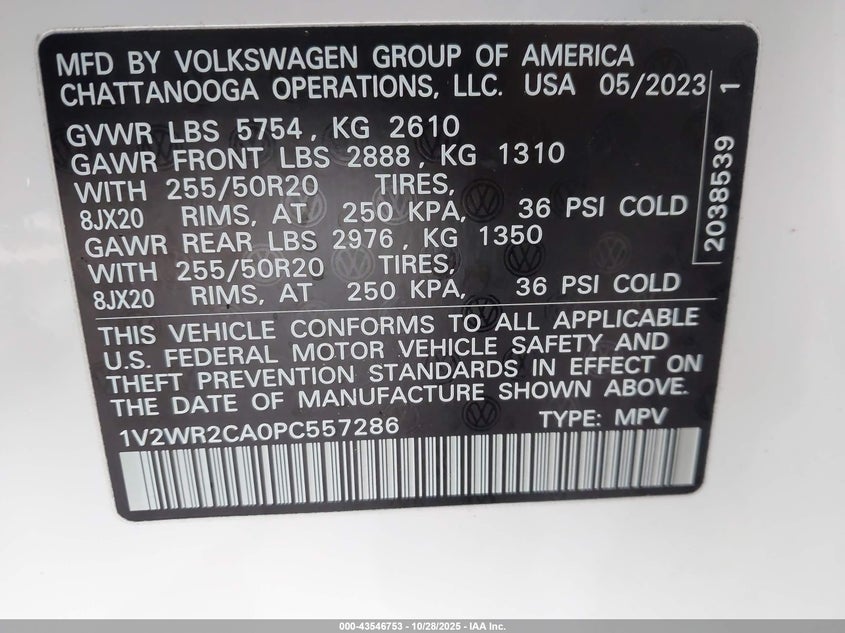 MFD BY VOLKSWAGEN GROUP OF AMERICA
CHATTANOOGA OPERATIONS, LLC. USA 05/2023
GVWR LBS 5754, KG 2610
GAWR FRONT LBS 2888, KG 1310
WITH 255/50R20 TIRES,
8JX20 RIMS, AT 250 KPA, 36 PSI COLD
GAWR REAR LBS 2976, KG 1350
WITH 255/50R20 TIRES,
8JX20 RIMS, AT 250 KPA, 36 PSI COLD
2038539 1
THIS VEHICLE CONFORMS TO ALL APPLICABLE
U.S. FEDERAL MOTOR VEHICLE SAFETY AND
THEFT PREVENTION STANDARDS IN EFFECT ON
THE DATE OF MANUFACTURE SHOWN ABOVE.
1V2WR2CA0PC557286 TYPE: MPV
000-43546753 - 10/28/2025 - IAA Inc.